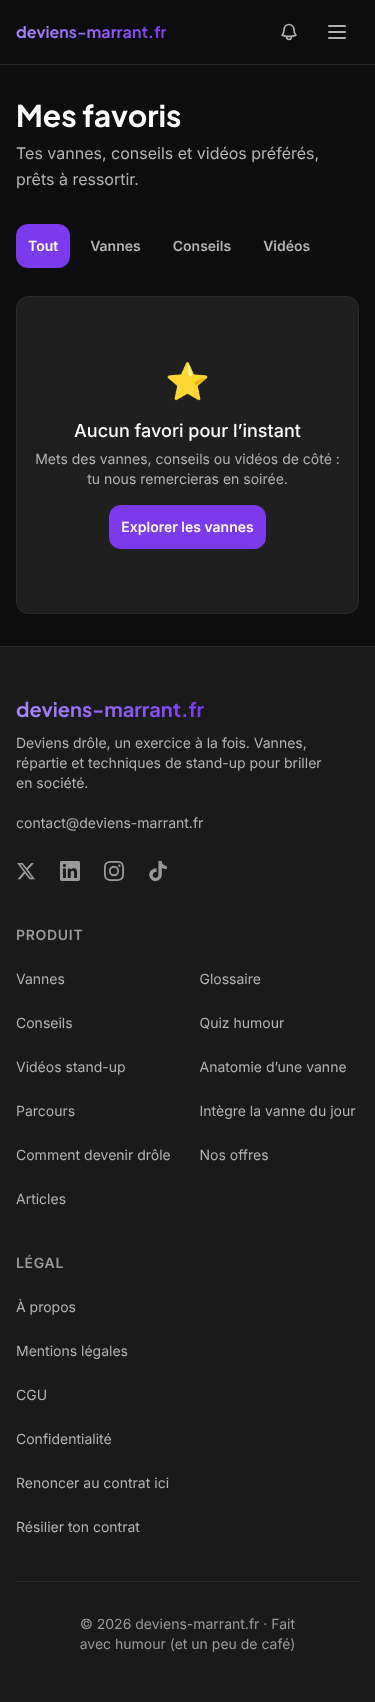 deviens-marrant.fr
Mes favoris
Tes vannes, conseils et vidéos préférés,
prêts à ressortir.
Tout
Vannes
Conseils
Vidéos
Aucun favori pour l’instant
Mets des vannes, conseils ou vidéos de côté :
tu nous remercieras en soirée.
Explorer les vannes
deviens-marrant.fr
Deviens drôle, un exercice à la fois. Vannes,
répartie et techniques de stand-up pour briller
en société.
contact@deviens-marrant.fr
PRODUIT
Vannes
Conseils
Vidéos stand-up
Parcours
Comment devenir drôle
Articles
Glossaire
Quiz humour
Anatomie d’une vanne
Intègre la vanne du jour
Nos offres
LÉGAL
À propos
Mentions légales
CGU
Confidentialité
Renoncer au contrat ici
Résilier ton contrat
© 2026 deviens-marrant.fr · Fait
avec humour (et un peu de café)